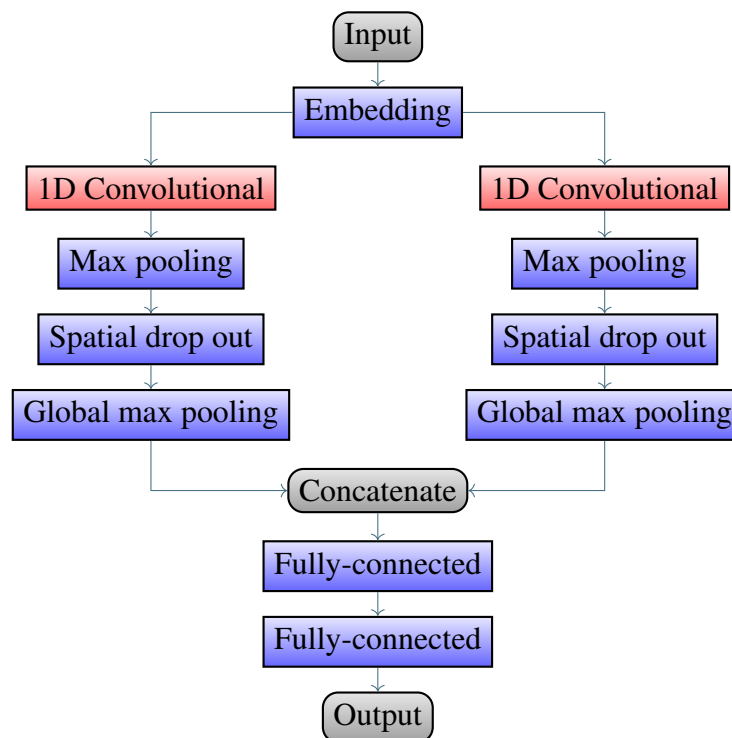 Input
Embedding
1D Convolutional
1D Convolutional
Max pooling
Max pooling
Spatial drop out
Spatial drop out
Global max pooling
Global max pooling
Concatenate
Fully-connected
Fully-connected
Output